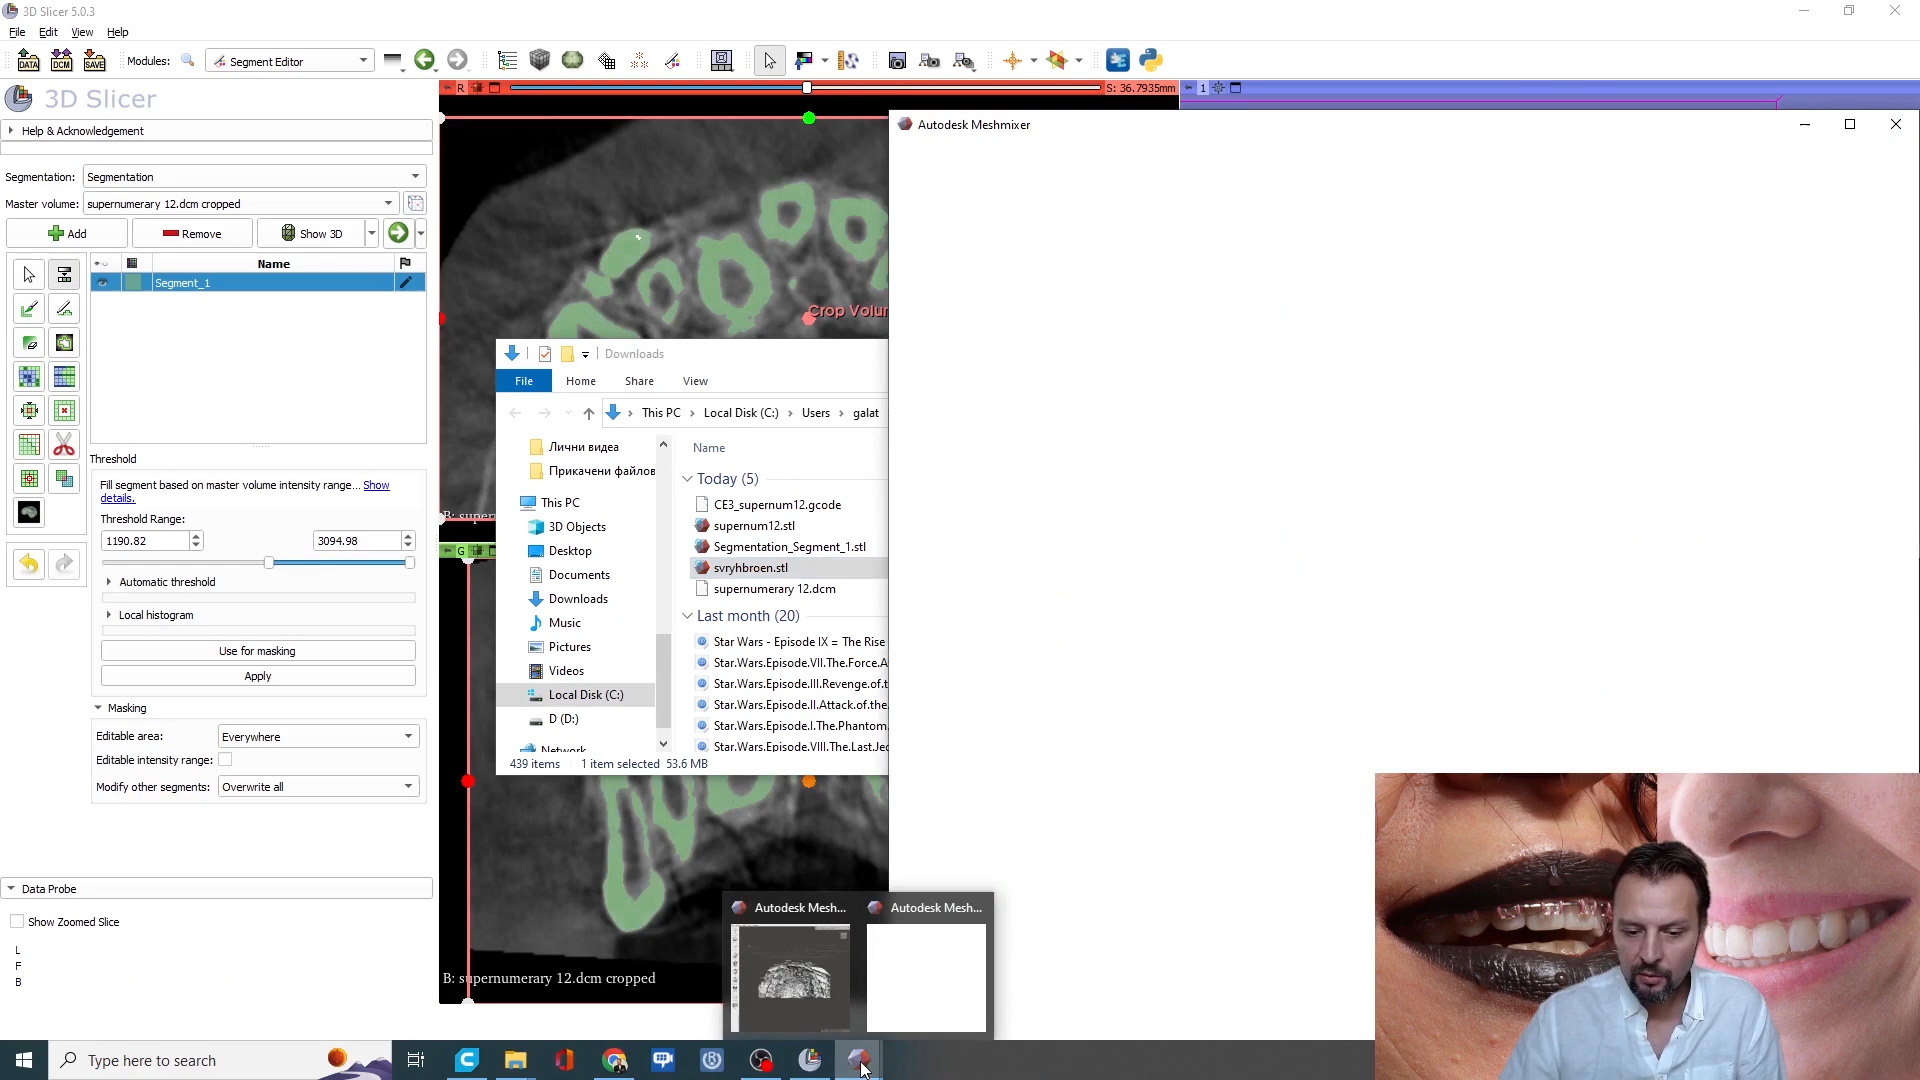 3D Slicer 5.0.3
File Edit View Help
DATA DCM SAVE Modules: Segment Editor
R S: 36.7935mm 1
3D Slicer
Help & Acknowledgement
Autodesk Meshmixer
Segmentation: Segmentation
Master volume: supernumerary 12.dcm cropped
Add Remove Show 3D
Name
Segment_1
Crop Volu
Downloads
File Home Share View
This PC Local Disk (C:) Users galat
Лични видеа
Прикачени файлов
This PC
3D Objects
Desktop
Documents
Downloads
Music
Pictures
Videos
Local Disk (C:)
D (D:)
Network
Name
Today (5)
CE3_supernum12.gcode
supernum12.stl
Segmentation_Segment_1.stl
svryhbroen.stl
supernumerary 12.dcm
Last month (20)
Star Wars - Episode IX = The Rise
Star.Wars.Episode.VII.The.Force.A
Star.Wars.Episode.III.Revenge.of.t
Star.Wars.Episode.II.Attack.of.the.
Star.Wars.Episode.I.The.Phantom.
Star.Wars.Episode.VIII.The.Last.Jed
439 items 1 item selected 53.6 MB
Threshold
Fill segment based on master volume intensity range... Show
details.
Threshold Range:
1190.82 3094.98
Automatic threshold
Local histogram
Use for masking
Apply
Masking
Editable area: Everywhere
Editable intensity range:
Modify other segments: Overwrite all
B: super
G
Data Probe
Show Zoomed Slice
L
F
B
B: supernumerary 12.dcm cropped
Autodesk Mesh... Autodesk Mesh...
Type here to search